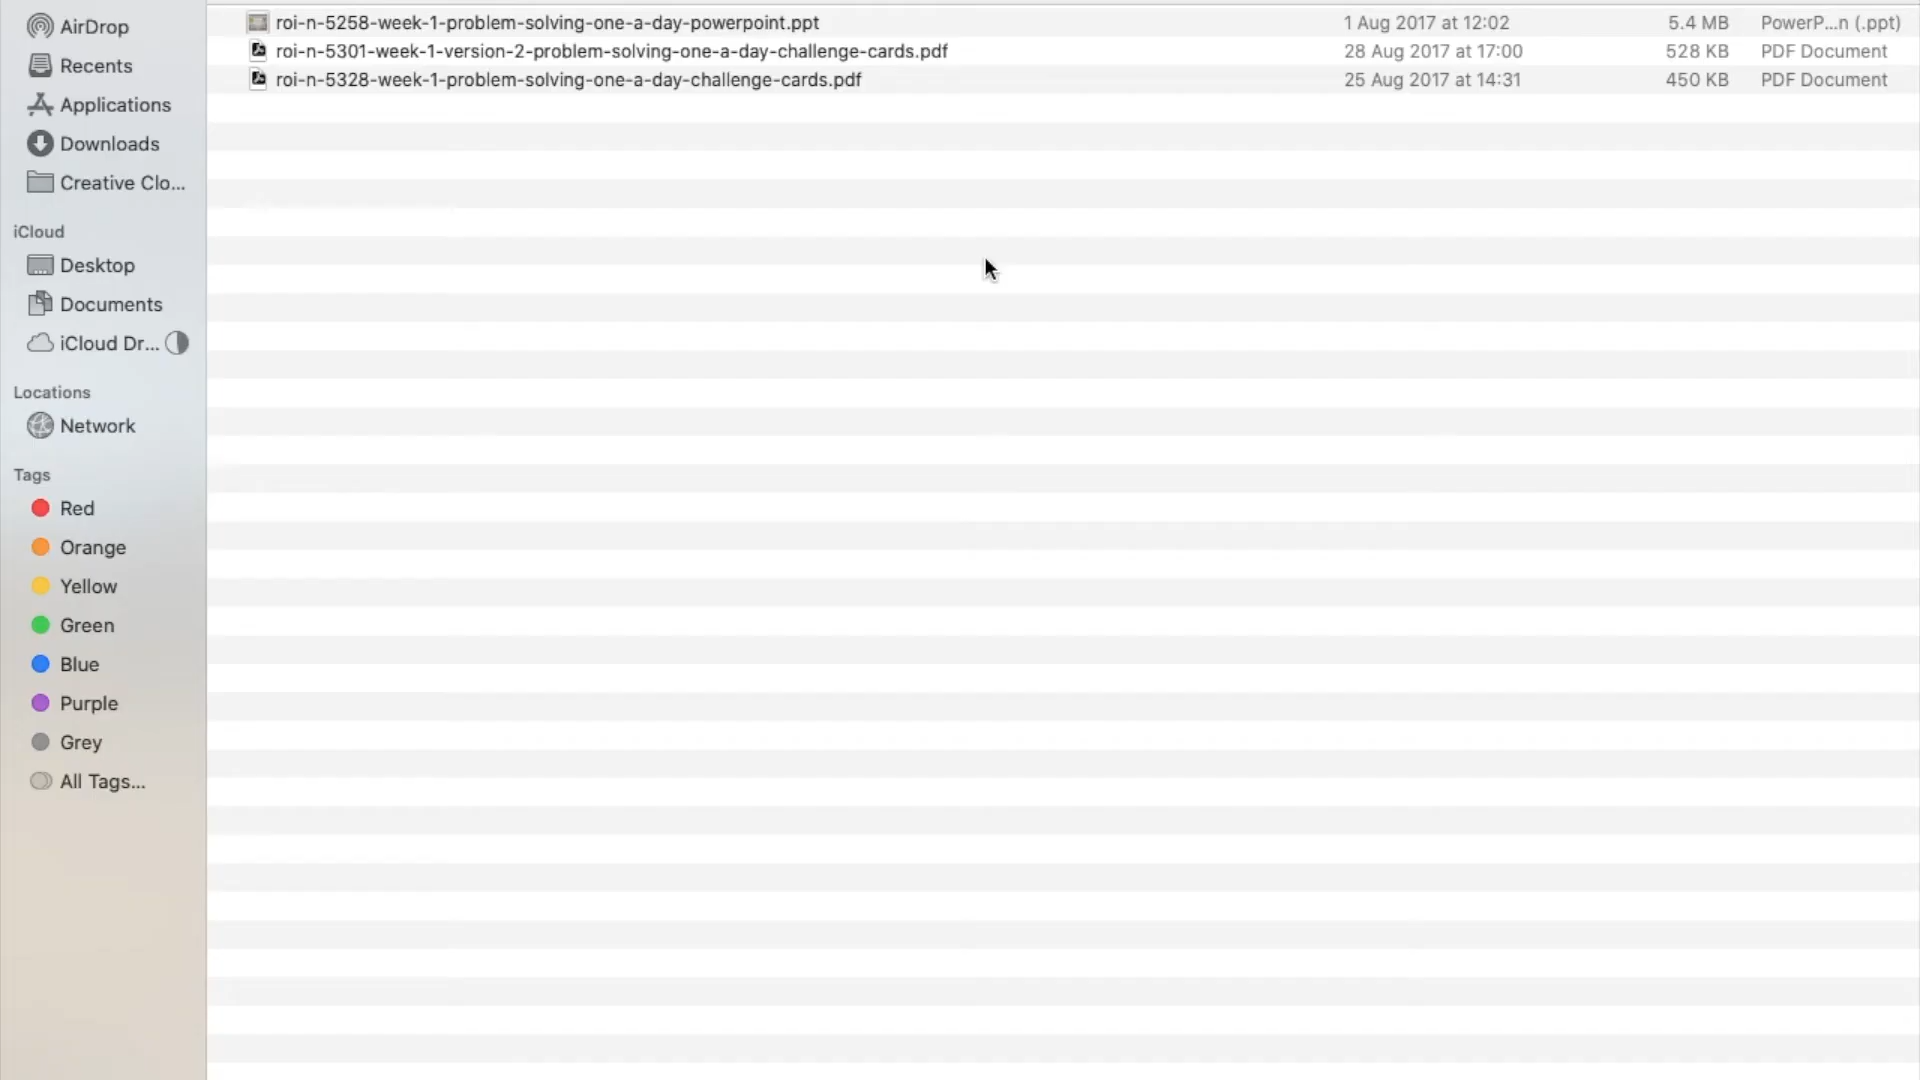 AirDrop
Recents
Applications
Downloads
Creative Clo...
iCloud
Desktop
Documents
iCloud Dr...
Locations
Network
Tags
Red
Orange
Yellow
Green
Blue
Purple
Grey
All Tags...
roi-n-5258-week-1-problem-solving-one-a-day-powerpoint.ppt 1 Aug 2017 at 12:02 5.4 MB PowerP...n (.ppt)
roi-n-5301-week-1-version-2-problem-solving-one-a-day-challenge-cards.pdf 28 Aug 2017 at 17:00 528 KB PDF Document
roi-n-5328-week-1-problem-solving-one-a-day-challenge-cards.pdf 25 Aug 2017 at 14:31 450 KB PDF Document